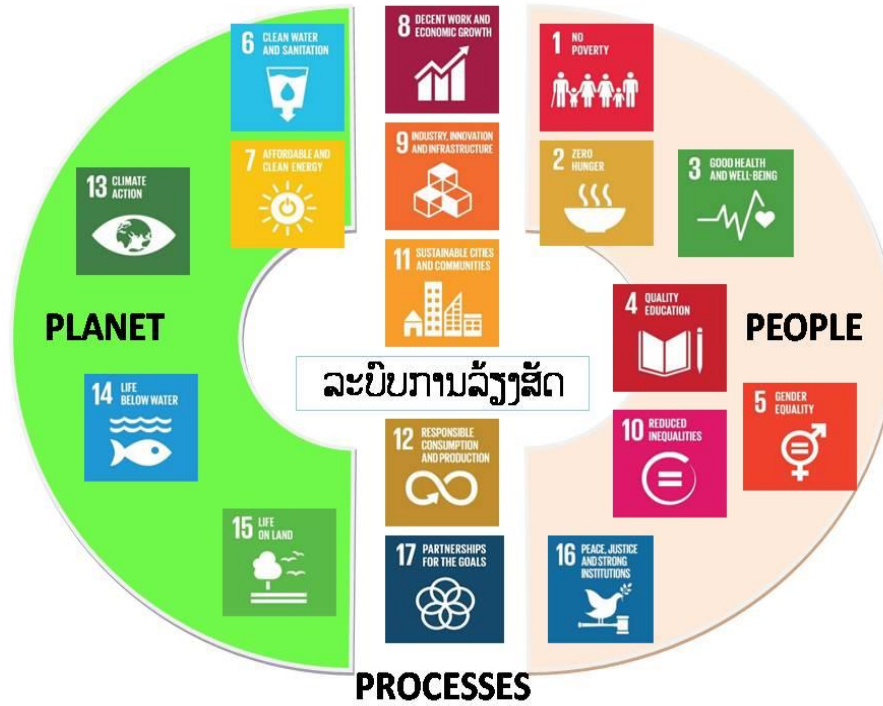 6 CLEAN WATER
AND SANITATION
7 AFFORDABLE AND
CLEAN ENERGY
13 CLIMATE
ACTION
PLANET
14 LIFE
BELOW WATER
15 LIFE
ON LAND
8 DECENT WORK AND
ECONOMIC GROWTH
9 INDUSTRY, INNOVATION
AND INFRASTRUCTURE
11 SUSTAINABLE CITIES
AND COMMUNITIES
ລະບົບການລ້ຽງສັດ
12 RESPONSIBLE
CONSUMPTION
AND PRODUCTION
17 PARTNERSHIPS
FOR THE GOALS
PROCESSES
1 NO
POVERTY
2 ZERO
HUNGER
3 GOOD HEALTH
AND WELL-BEING
4 QUALITY
EDUCATION
PEOPLE
5 GENDER
EQUALITY
10 REDUCED
INEQUALITIES
16 PEACE, JUSTICE
AND STRONG
INSTITUTIONS